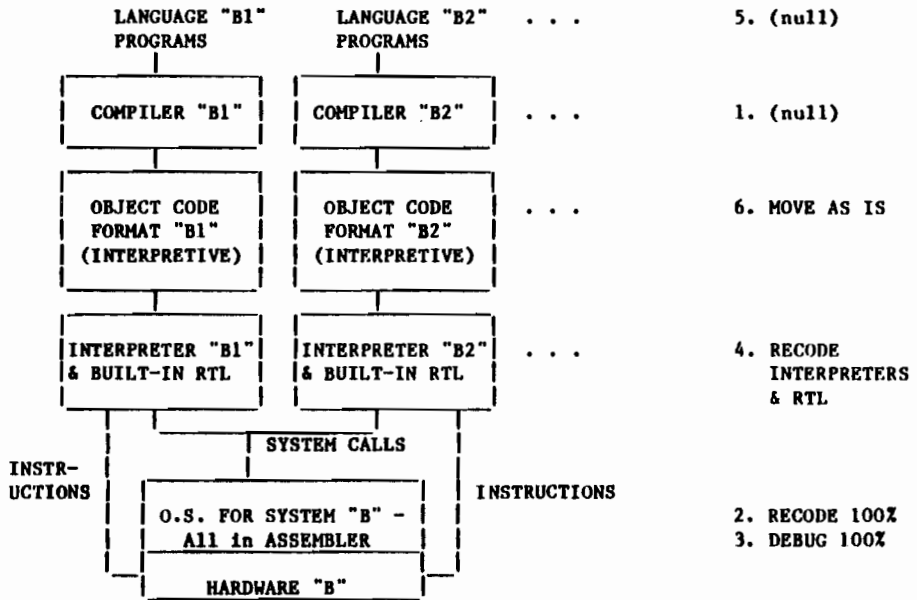 LANGUAGE "B1" LANGUAGE "B2" . . . 5. (null)
PROGRAMS PROGRAMS
COMPILER "B1" COMPILER "B2" . . . 1. (null)
OBJECT CODE OBJECT CODE . . . 6. MOVE AS IS
FORMAT "B1" FORMAT "B2"
(INTERPRETIVE) (INTERPRETIVE)
INTERPRETER "B1" INTERPRETER "B2" . . . 4. RECODE
& BUILT-IN RTL & BUILT-IN RTL INTERPRETERS
& RTL
SYSTEM CALLS
INSTR-
UCTIONS INSTRUCTIONS
O.S. FOR SYSTEM "B" - 2. RECODE 100%
All in ASSEMBLER 3. DEBUG 100%
HARDWARE "B"